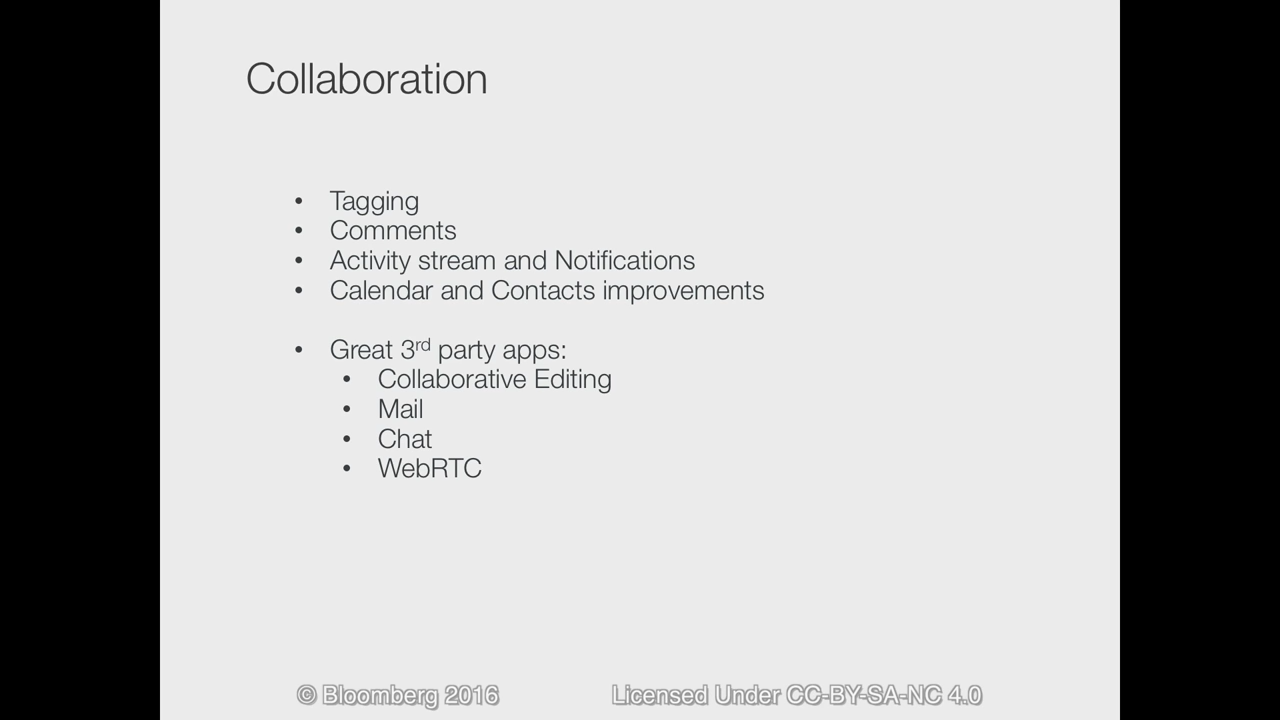 Collaboration
• Tagging
• Comments
• Activity stream and Notifications
• Calendar and Contacts improvements
• Great 3rd party apps:
• Collaborative Editing
• Mail
• Chat
• WebRTC
© Bloomberg 2016 Licensed Under CC-BY-SA-NC 4.0